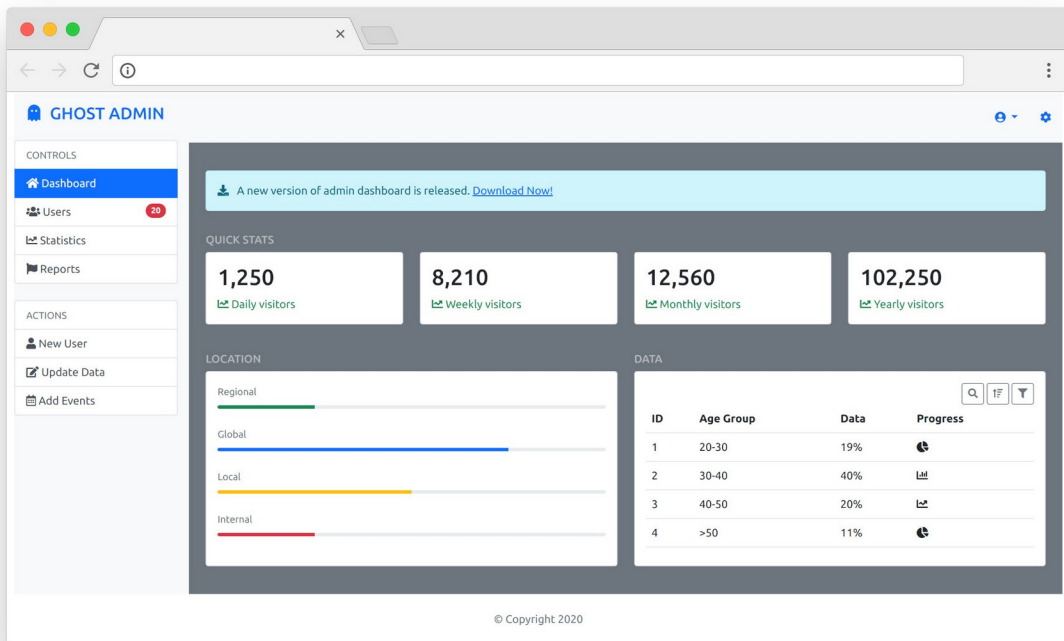 GHOST ADMIN
CONTROLS
Dashboard
Users 20
Statistics
Reports
ACTIONS
New User
Update Data
Add Events
A new version of admin dashboard is released. Download Now!
QUICK STATS
1,250
Daily visitors
8,210
Weekly visitors
12,560
Monthly visitors
102,250
Yearly visitors
LOCATION
Regional
Global
Local
Internal
DATA
ID Age Group Data Progress
1 20-30 19%
2 30-40 40%
3 40-50 20%
4 >50 11%
© Copyright 2020